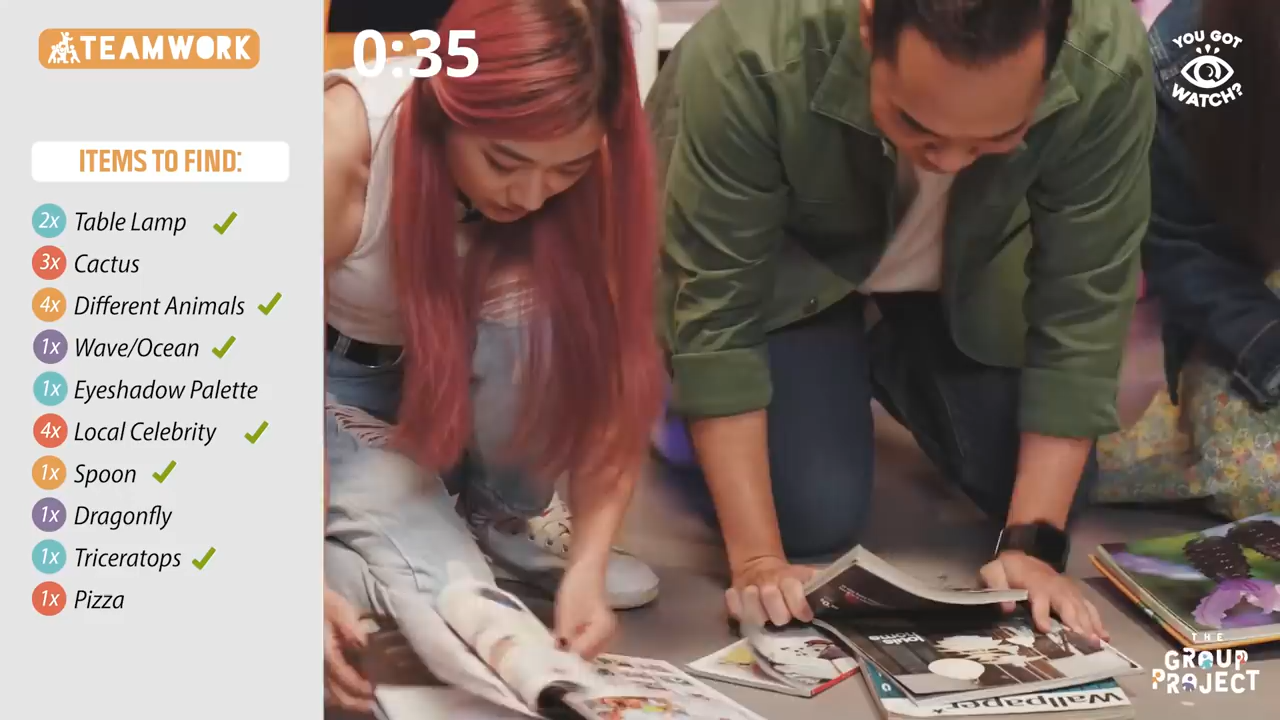 TEAMWORK
0:35
YOU GOT
WATCH?
ITEMS TO FIND:
2x Table Lamp
3x Cactus
4x Different Animals
1x Wave/Ocean
1x Eyeshadow Palette
4x Local Celebrity
1x Spoon
1x Dragonfly
1x Triceratops
1x Pizza
Wallpaper*
THE
GROUP
PROJECT